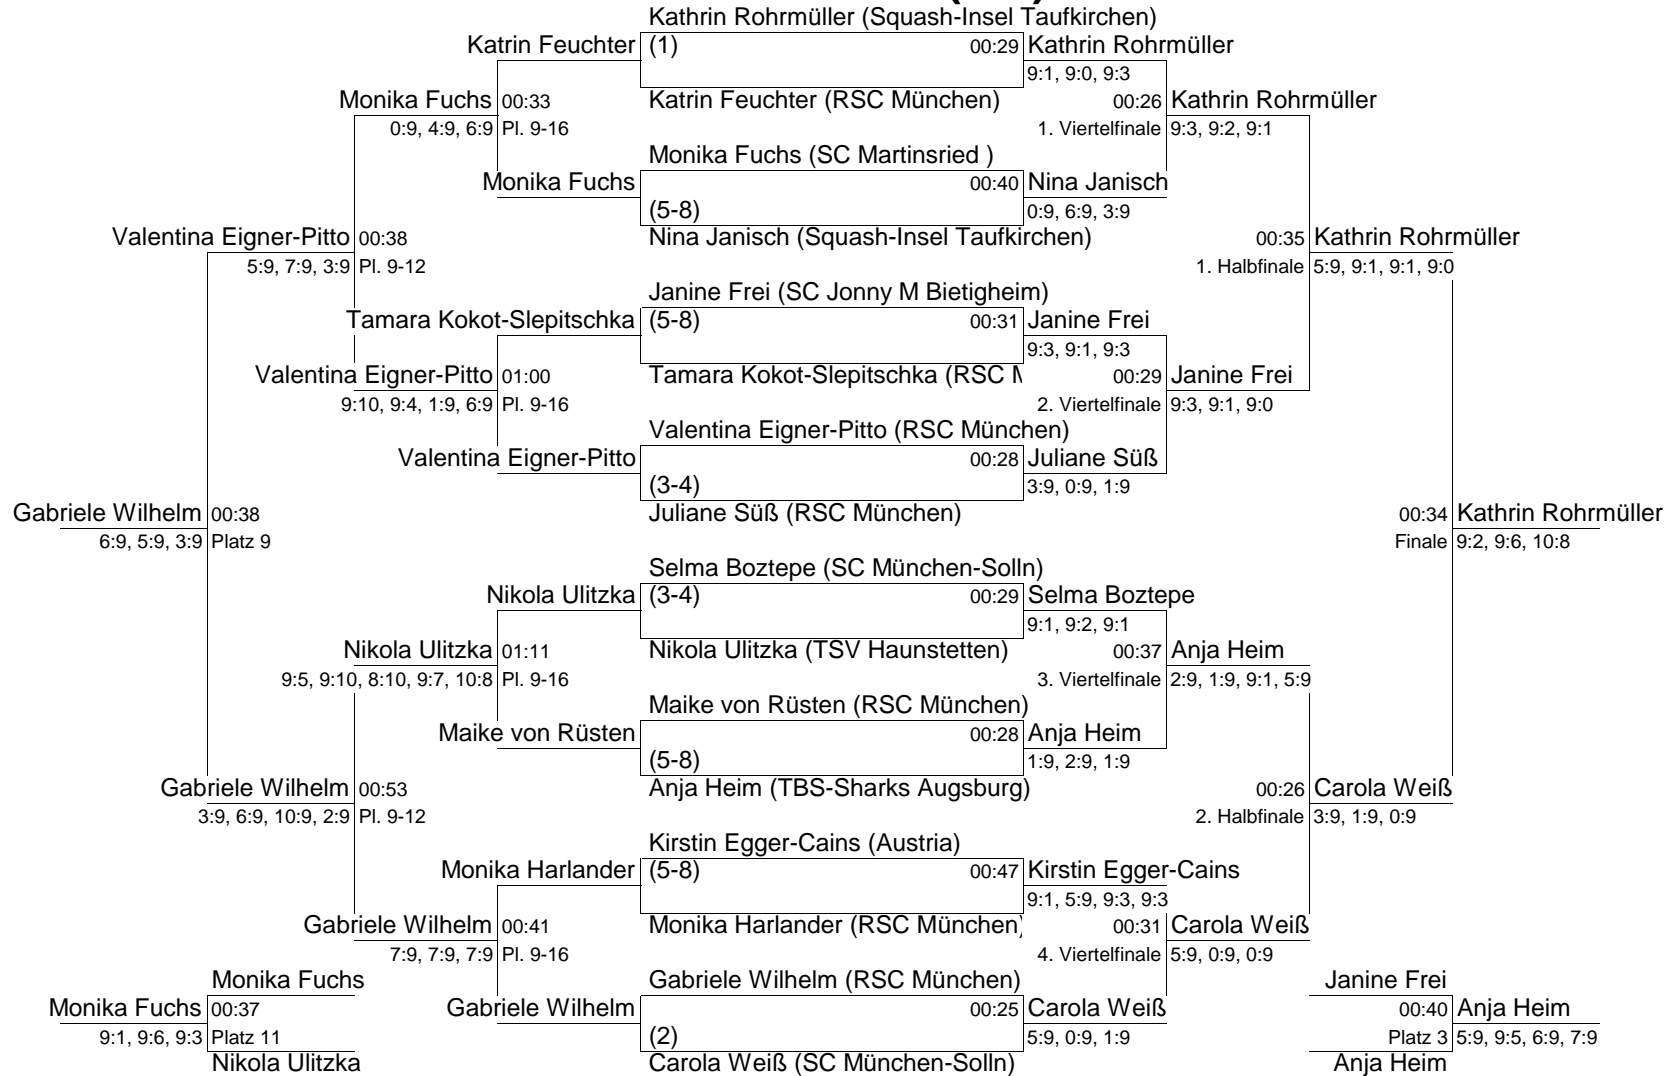 Kathrin Rohrmüller (Squash-Insel Taufkirchen)
Katrin Feuchter (1) 00:29 Kathrin Rohrmüller
9:1, 9:0, 9:3
Monika Fuchs 00:33 Katrin Feuchter (RSC München) 00:26 Kathrin Rohrmüller
0:9, 4:9, 6:9 Pl. 9-16 1. Viertelfinale 9:3, 9:2, 9:1
Monika Fuchs (SC Martinsried )
Monika Fuchs 00:40 Nina Janisch
(5-8) 0:9, 6:9, 3:9
Valentina Eigner-Pitto 00:38 Nina Janisch (Squash-Insel Taufkirchen) 00:35 Kathrin Rohrmüller
5:9, 7:9, 3:9 Pl. 9-12 1. Halbfinale 5:9, 9:1, 9:1, 9:0
Janine Frei (SC Jonny M Bietigheim)
Tamara Kokot-Slepitschka (5-8) 00:31 Janine Frei
9:3, 9:1, 9:3
Valentina Eigner-Pitto 01:00 Tamara Kokot-Slepitschka (RSC 00:29 Janine Frei
9:10, 9:4, 1:9, 6:9 Pl. 9-16 2. Viertelfinale 9:3, 9:1, 9:0
Valentina Eigner-Pitto (RSC München)
Valentina Eigner-Pitto 00:28 Juliane Süß
(3-4) 3:9, 0:9, 1:9
Gabriele Wilhelm 00:38 Juliane Süß (RSC München) 00:34 Kathrin Rohrmüller
6:9, 5:9, 3:9 Platz 9 Finale 9:2, 9:6, 10:8
Selma Boztepe (SC München-Solln)
Nikola Ulitzka (3-4) 00:29 Selma Boztepe
9:1, 9:2, 9:1
Nikola Ulitzka 01:11 Nikola Ulitzka (TSV Haunstetten) 00:37 Anja Heim
9:5, 9:10, 8:10, 9:7, 10:8 Pl. 9-16 3. Viertelfinale 2:9, 1:9, 9:1, 5:9
Maike von Rüsten (RSC München)
Maike von Rüsten 00:28 Anja Heim
(5-8) 1:9, 2:9, 1:9
Gabriele Wilhelm 00:53 Anja Heim (TBS-Sharks Augsburg) 00:26 Carola Weiß
3:9, 6:9, 10:9, 2:9 Pl. 9-12 2. Halbfinale 3:9, 1:9, 0:9
Kirstin Egger-Cains (Austria)
Monika Harlander (5-8) 00:47 Kirstin Egger-Cains
9:1, 5:9, 9:3, 9:3
Gabriele Wilhelm 00:41 Monika Harlander (RSC München) 00:31 Carola Weiß
7:9, 7:9, 7:9 Pl. 9-16 4. Viertelfinale 5:9, 0:9, 0:9
Monika Fuchs Gabriele Wilhelm (RSC München) Janine Frei
Monika Fuchs 00:37 Gabriele Wilhelm 00:25 Carola Weiß 00:40 Anja Heim
9:1, 9:6, 9:3 Platz 11 (2) 5:9, 0:9, 1:9 Platz 3 5:9, 9:5, 6:9, 7:9
Nikola Ulitzka Carola Weiß (SC München-Solln) Anja Heim